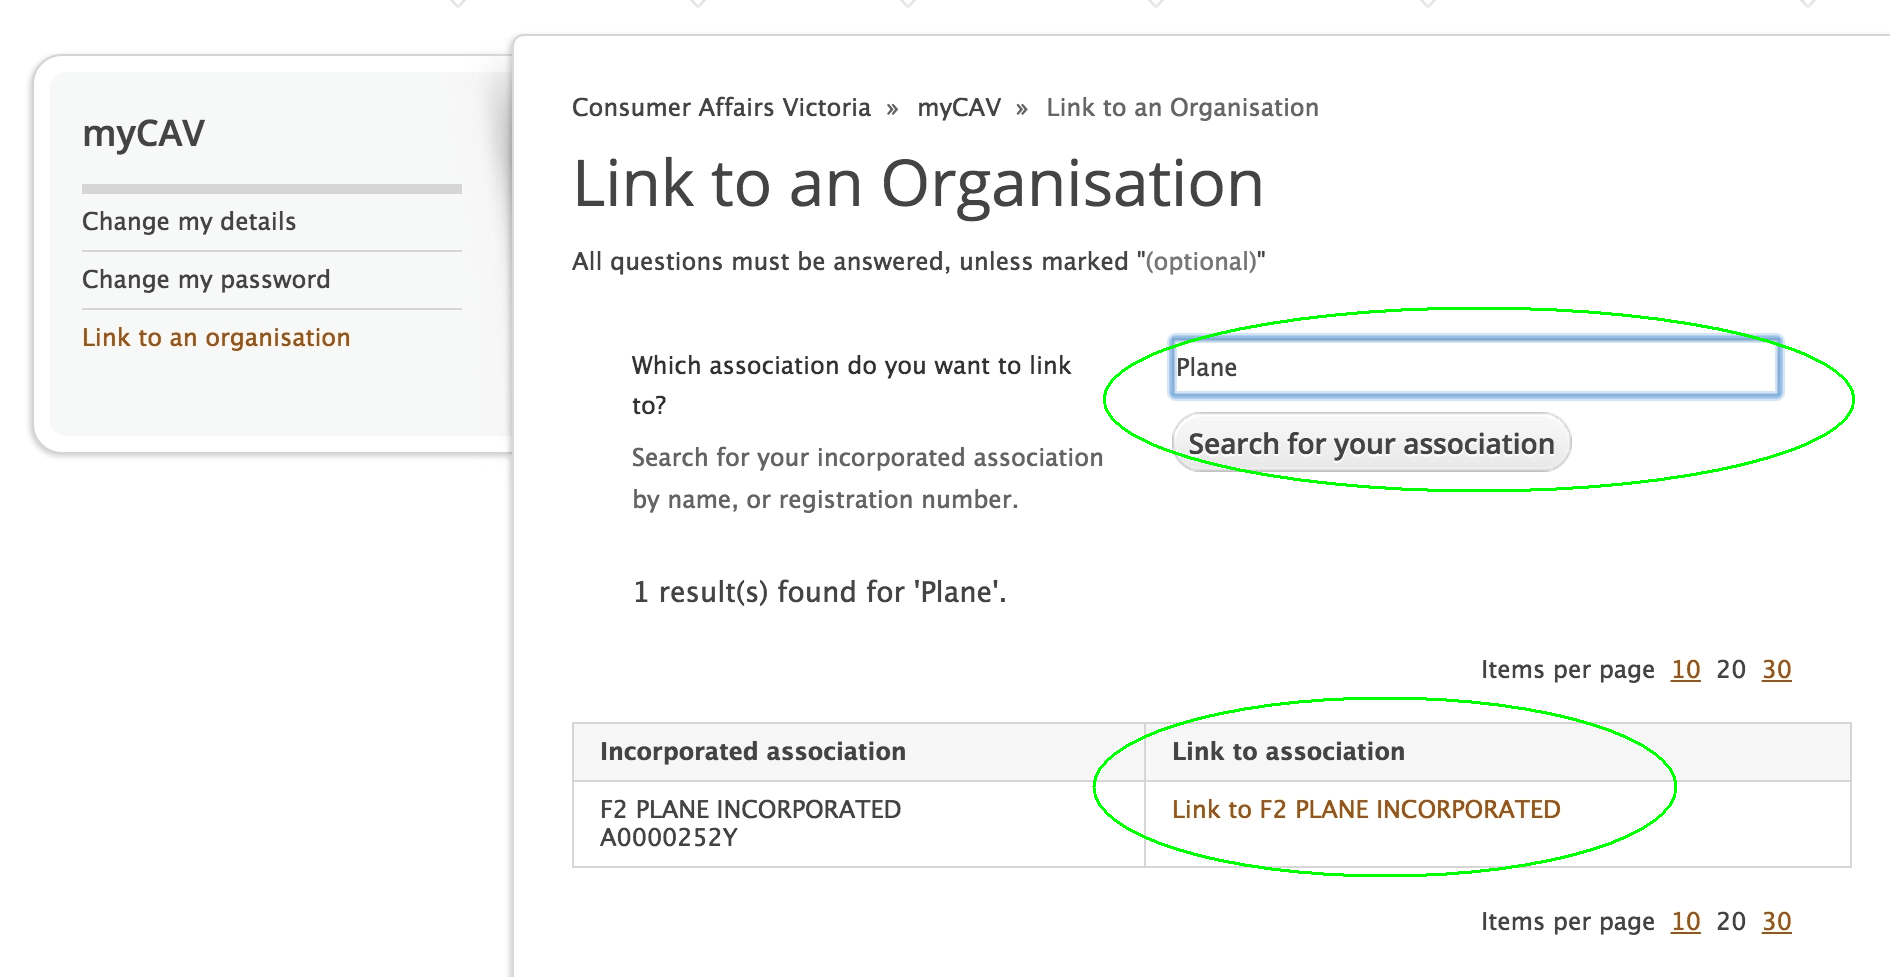 myCAV
Change my details
Change my password
Link to an organisation
Consumer Affairs Victoria » myCAV » Link to an Organisation
Link to an Organisation
All questions must be answered, unless marked "(optional)"
Which association do you want to link
to?
Search for your incorporated association
by name, or registration number.
Plane
Search for your association
1 result(s) found for 'Plane'.
Items per page 10 20 30
Incorporated association Link to association
F2 PLANE INCORPORATED Link to F2 PLANE INCORPORATED
A0000252Y
Items per page 10 20 30